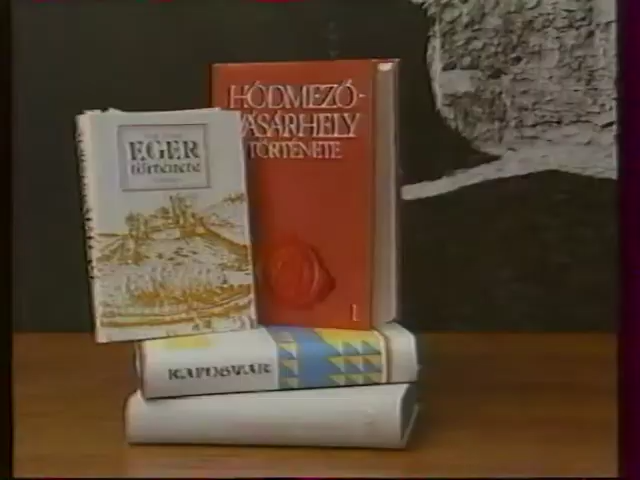 EGER
története
HÓDMEZŐ-
VÁSÁRHELY
TÖRTÉNETE
I
KAPOSVÁR